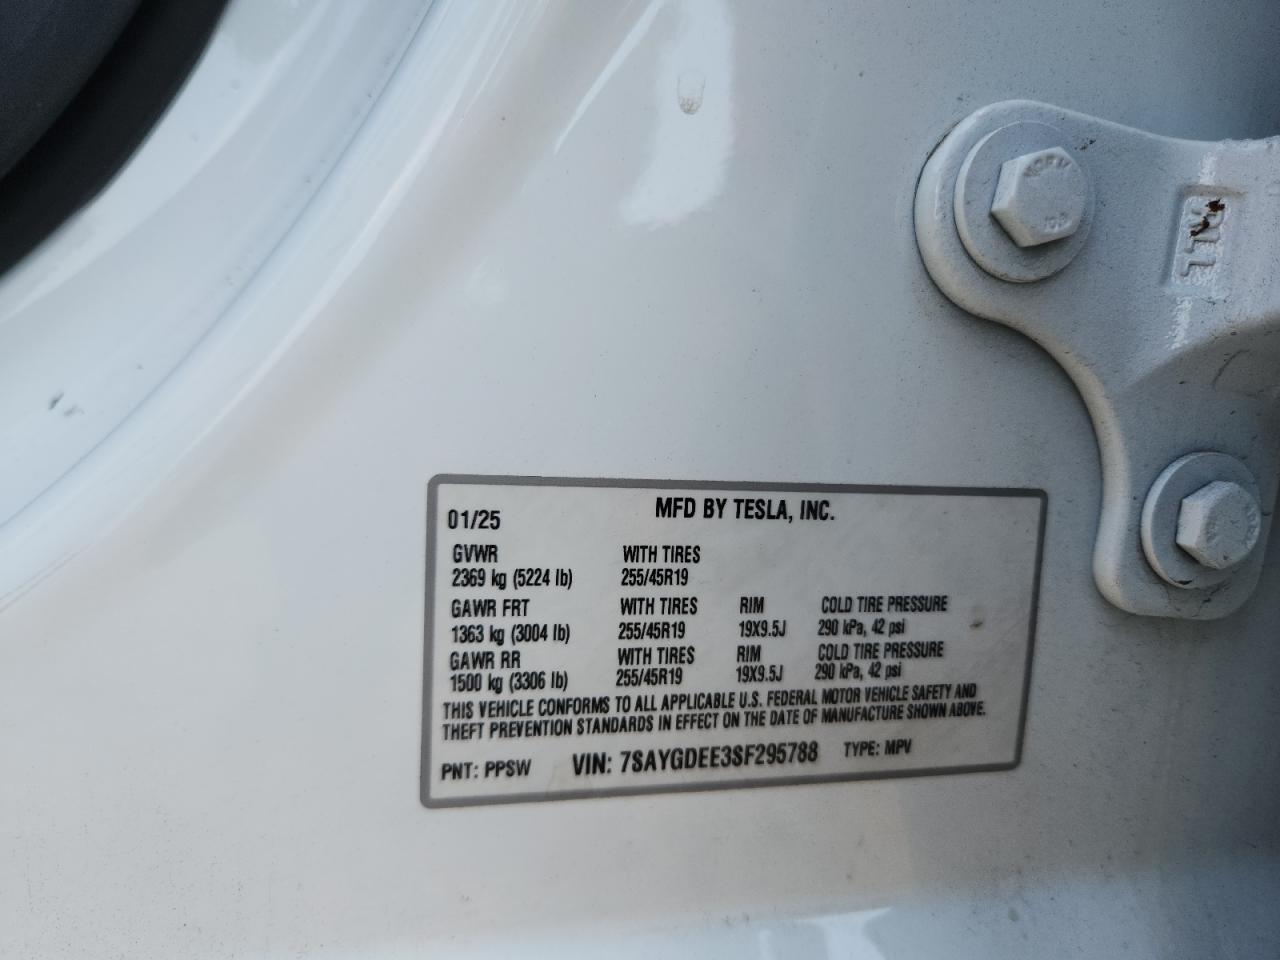 01/25 MFD BY TESLA, INC.
GVWR WITH TIRES
2369 kg (5224 lb) 255/45R19
GAWR FRT WITH TIRES RIM COLD TIRE PRESSURE
1363 kg (3004 lb) 255/45R19 19X9.5J 290 kPa, 42 psi
GAWR RR WITH TIRES RIM COLD TIRE PRESSURE
1500 kg (3306 lb) 255/45R19 19X9.5J 290 kPa, 42 psi
THIS VEHICLE CONFORMS TO ALL APPLICABLE U.S. FEDERAL MOTOR VEHICLE SAFETY AND
THEFT PREVENTION STANDARDS IN EFFECT ON THE DATE OF MANUFACTURE SHOWN ABOVE.
PNT: PPSW VIN: 7SAYGDEE3SF295788 TYPE: MPV